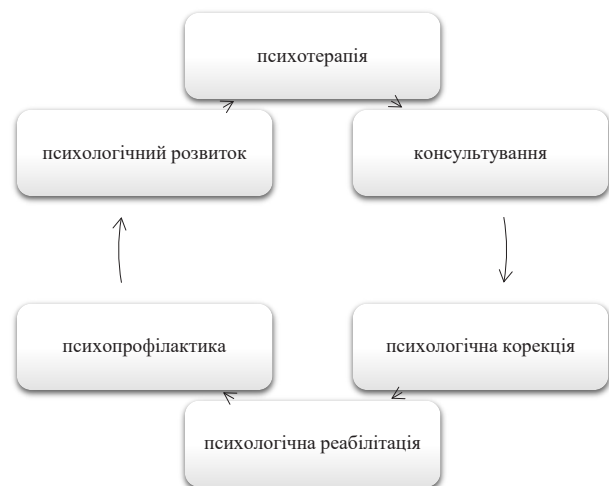 психотерапія
психологічний розвиток
консультування
психопрофілактика
психологічна корекція
психологічна реабілітація